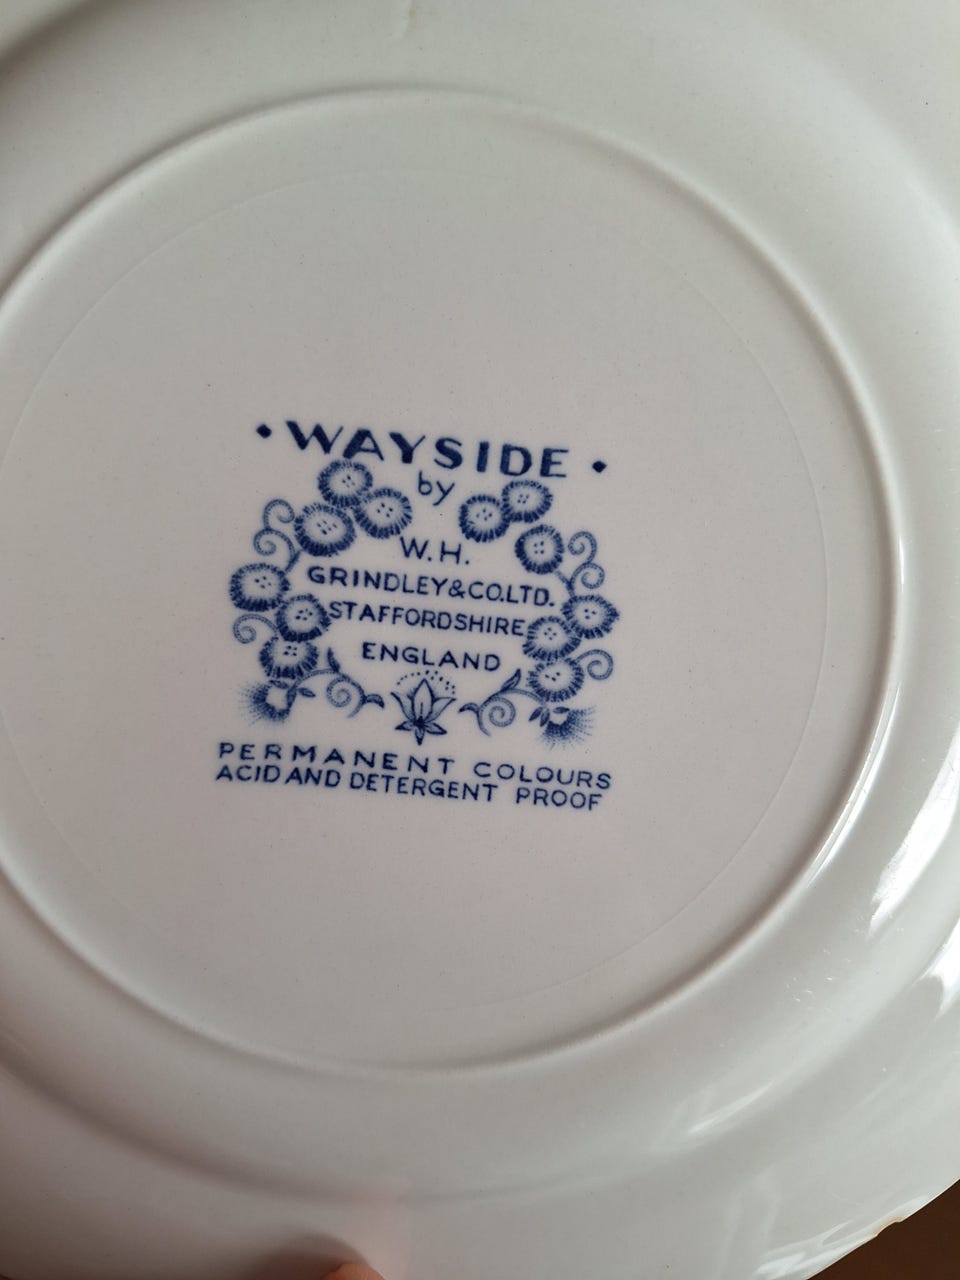 • WAYSIDE •
by
W.H.
GRINDLEY & CO. LTD.
STAFFORDSHIRE
ENGLAND
PERMANENT COLOURS
ACID AND DETERGENT PROOF